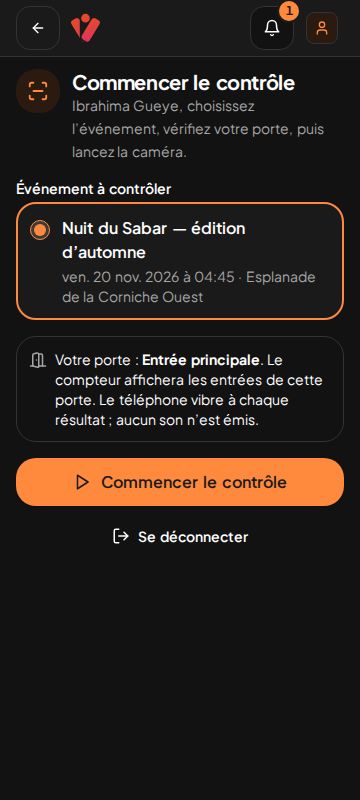 1
Commencer le contrôle
Ibrahima Gueye, choisissez
l’événement, vérifiez votre porte, puis
lancez la caméra.
Événement à contrôler
Nuit du Sabar — édition
d’automne
ven. 20 nov. 2026 à 04:45 · Esplanade
de la Corniche Ouest
Votre porte : Entrée principale. Le
compteur affichera les entrées de cette
porte. Le téléphone vibre à chaque
résultat ; aucun son n’est émis.
Commencer le contrôle
Se déconnecter